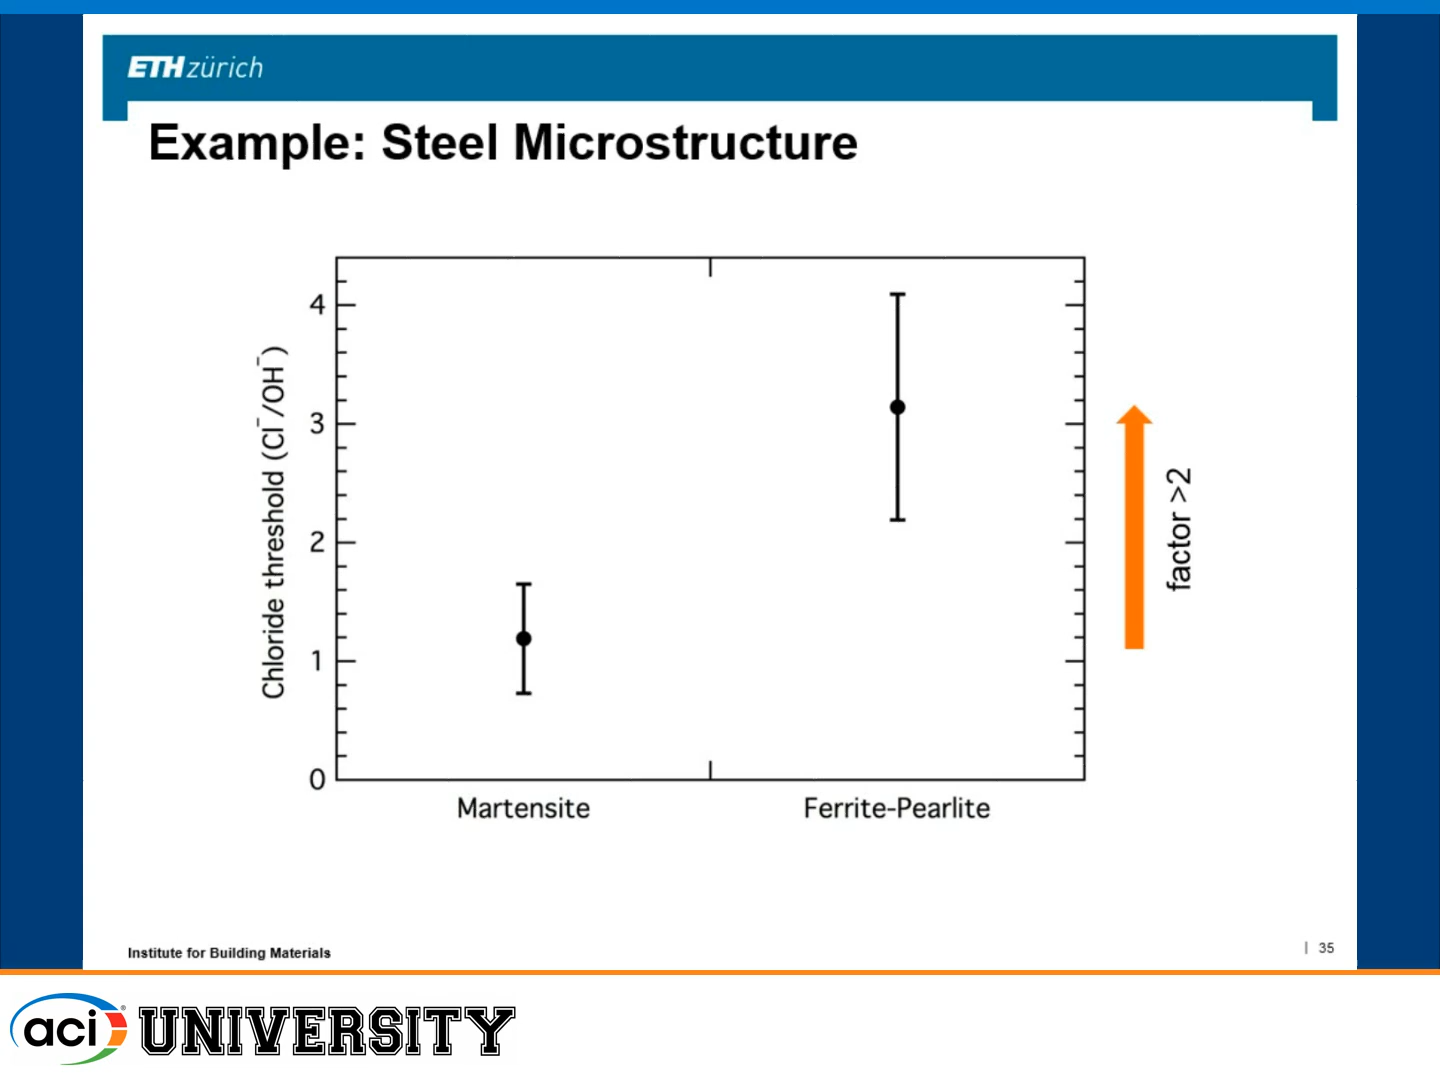 ETH zürich
Example: Steel Microstructure
Chloride threshold (Cl⁻/OH⁻)
4
3
2
1
0
Martensite
Ferrite-Pearlite
factor >2
Institute for Building Materials
| 35
aci® UNIVERSITY